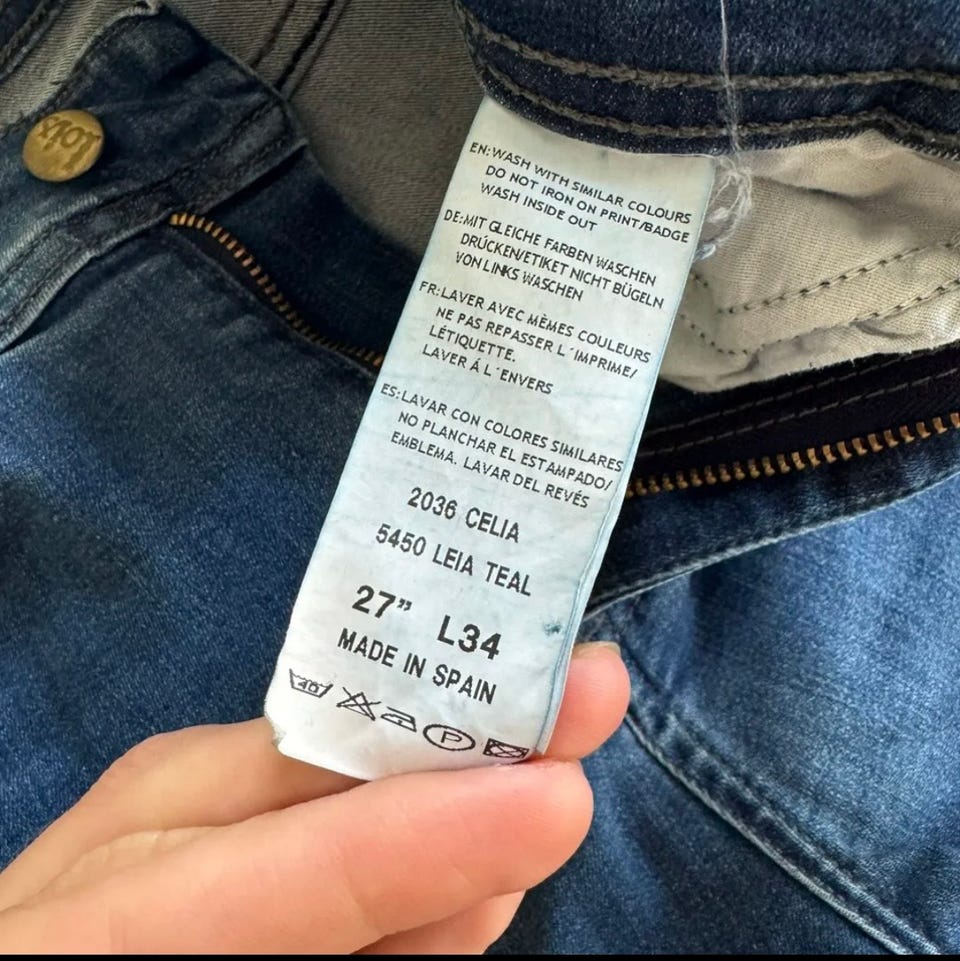 Lois
EN: WASH WITH SIMILAR COLOURS
DO NOT IRON ON PRINT/BADGE
WASH INSIDE OUT
DE: MIT GLEICHE FARBEN WASCHEN
DRÚCKEN/ETIKET NICHT BÜGELN
VON LINKS WASCHEN
FR: LAVER AVEC MÈMES COULEURS
NE PAS REPASSER L´IMPRIME/
LÉTIQUETTE.
LAVER Á L´ENVERS
ES: LAVAR CON COLORES SIMILARES
NO PLANCHAR EL ESTAMPADO/
EMBLEMA. LAVAR DEL REVÉS
2036 CELIA
5450 LEIA TEAL
27” L34
MADE IN SPAIN
40 P